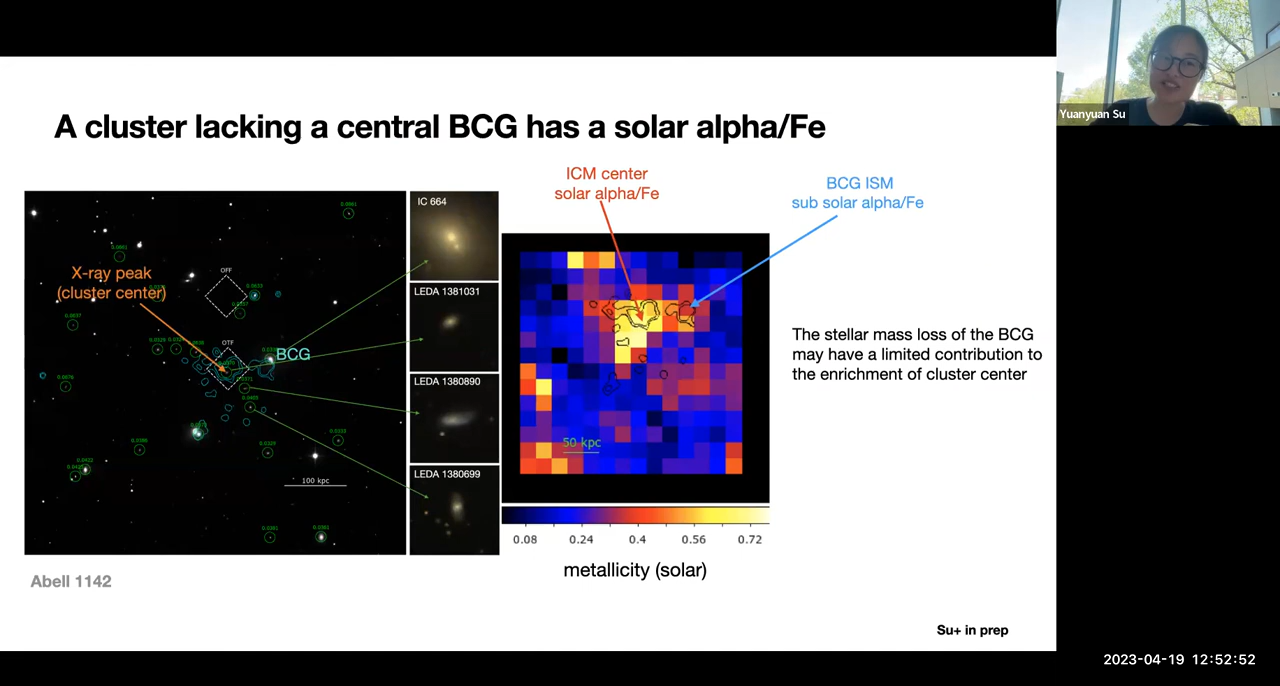 Yuanyuan Su
A cluster lacking a central BCG has a solar alpha/Fe
ICM center
solar alpha/Fe
BCG ISM
sub solar alpha/Fe
X-ray peak
(cluster center)
OFF
OTF
BCG
100 kpc
IC 664
LEDA 1381031
LEDA 1380890
LEDA 1380699
50 kpc
0.08 0.24 0.4 0.56 0.72
metallicity (solar)
The stellar mass loss of the BCG
may have a limited contribution to
the enrichment of cluster center
Abell 1142
Su+ in prep
2023-04-19 12:52:52